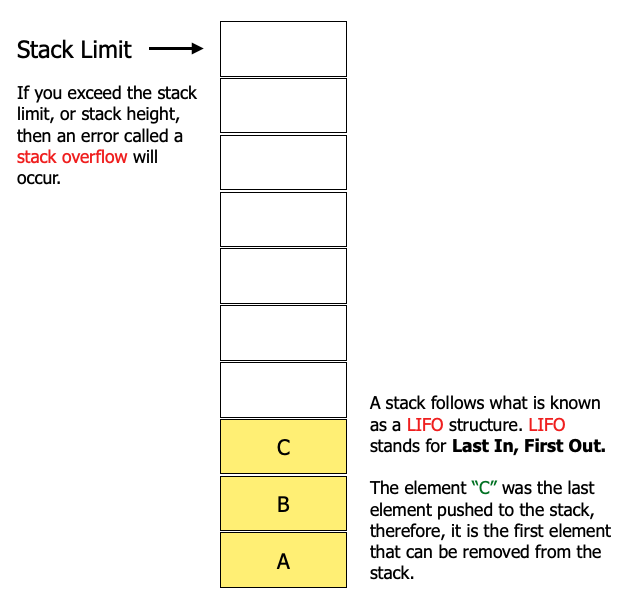 Stack Limit
If you exceed the stack
limit, or stack height,
then an error called a
stack overflow will
occur.
A stack follows what is known
as a LIFO structure. LIFO
stands for Last In, First Out.
The element “C” was the last
element pushed to the stack,
therefore, it is the first element
that can be removed from the
stack.
C
B
A